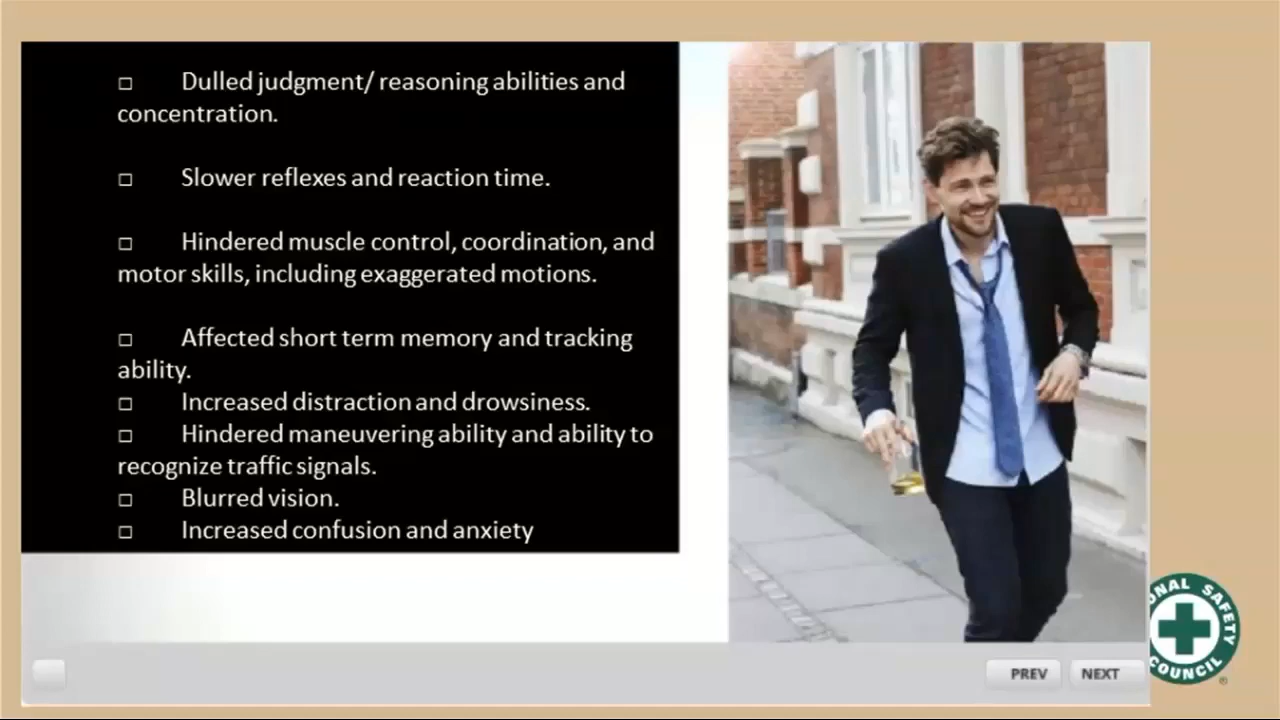 □ Dulled judgment/ reasoning abilities and
concentration.
□ Slower reflexes and reaction time.
□ Hindered muscle control, coordination, and
motor skills, including exaggerated motions.
□ Affected short term memory and tracking
ability.
□ Increased distraction and drowsiness.
□ Hindered maneuvering ability and ability to
recognize traffic signals.
□ Blurred vision.
□ Increased confusion and anxiety
PREV NEXT
ONAL SAFETY
COUNCIL
®